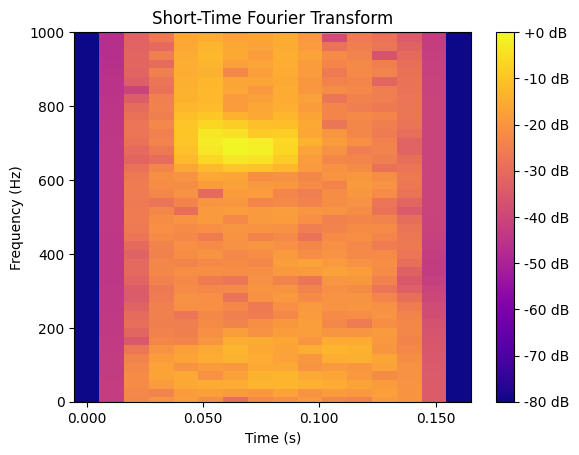 Short-Time Fourier Transform
1000
800
600
400
200
0
Frequency (Hz)
0.000
0.050
0.100
0.150
Time (s)
+0 dB
-10 dB
-20 dB
-30 dB
-40 dB
-50 dB
-60 dB
-70 dB
-80 dB